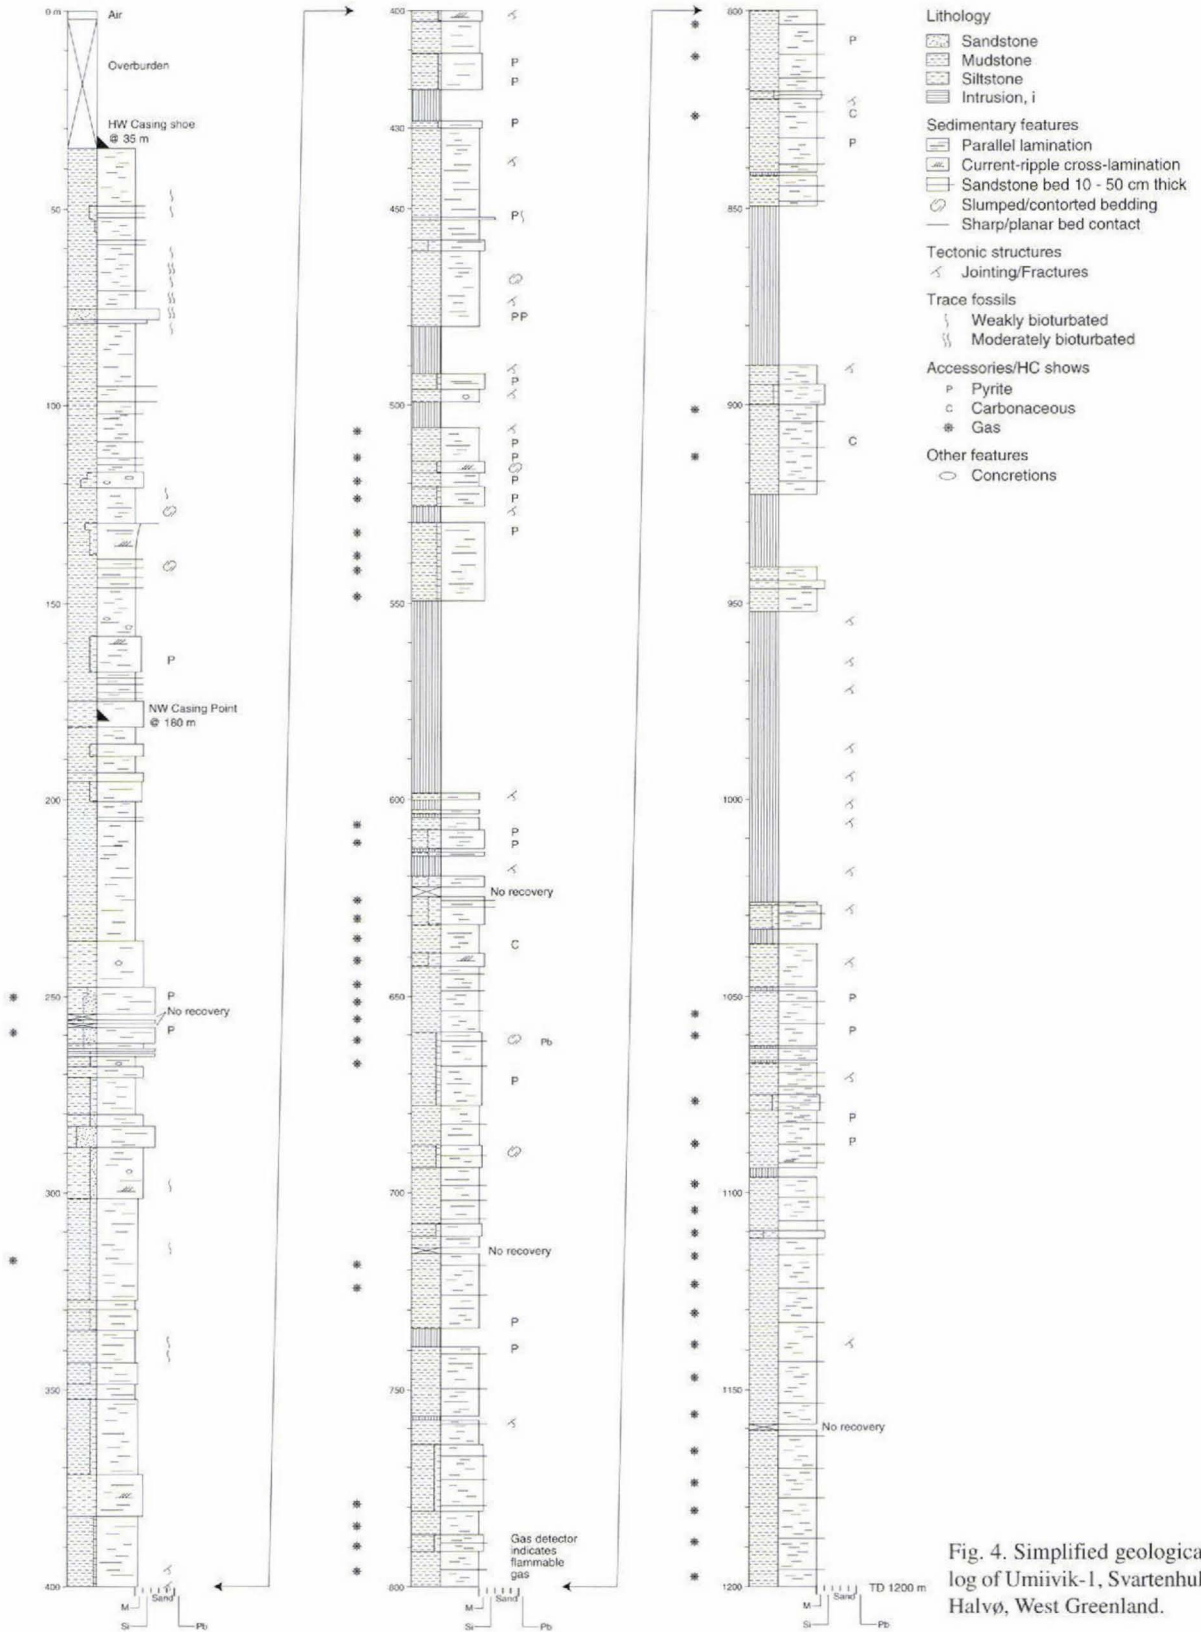 0 m
Air
Overburden
HW Casing shoe
@ 35 m
50
100
150
P
NW Casing Point
@ 180 m
200
250
P
No recovery
P
300
350
400
M
Si
Sand
Pb
400
P
P
430
P
450
P
PP
P
500
P
P
P
P
P
550
600
P
P
No recovery
C
650
Pb
P
700
No recovery
P
P
750
Gas detector
indicates
flammable
gas
800
M
Si
Sand
Pb
800
P
C
P
850
900
C
950
1000
1050
P
P
P
P
1100
1150
No recovery
1200
TD 1200 m
M
Si
Sand
Pb
Lithology
Sandstone
Mudstone
Siltstone
Intrusion, i
Sedimentary features
Parallel lamination
Current-ripple cross-lamination
Sandstone bed 10 - 50 cm thick
Slumped/contorted bedding
Sharp/planar bed contact
Tectonic structures
Jointing/Fractures
Trace fossils
Weakly bioturbated
Moderately bioturbated
Accessories/HC shows
P Pyrite
C Carbonaceous
Gas
Other features
Concretions
Fig. 4. Simplified geologica
log of Umiivik-1, Svartenhu
Halvø, West Greenland.